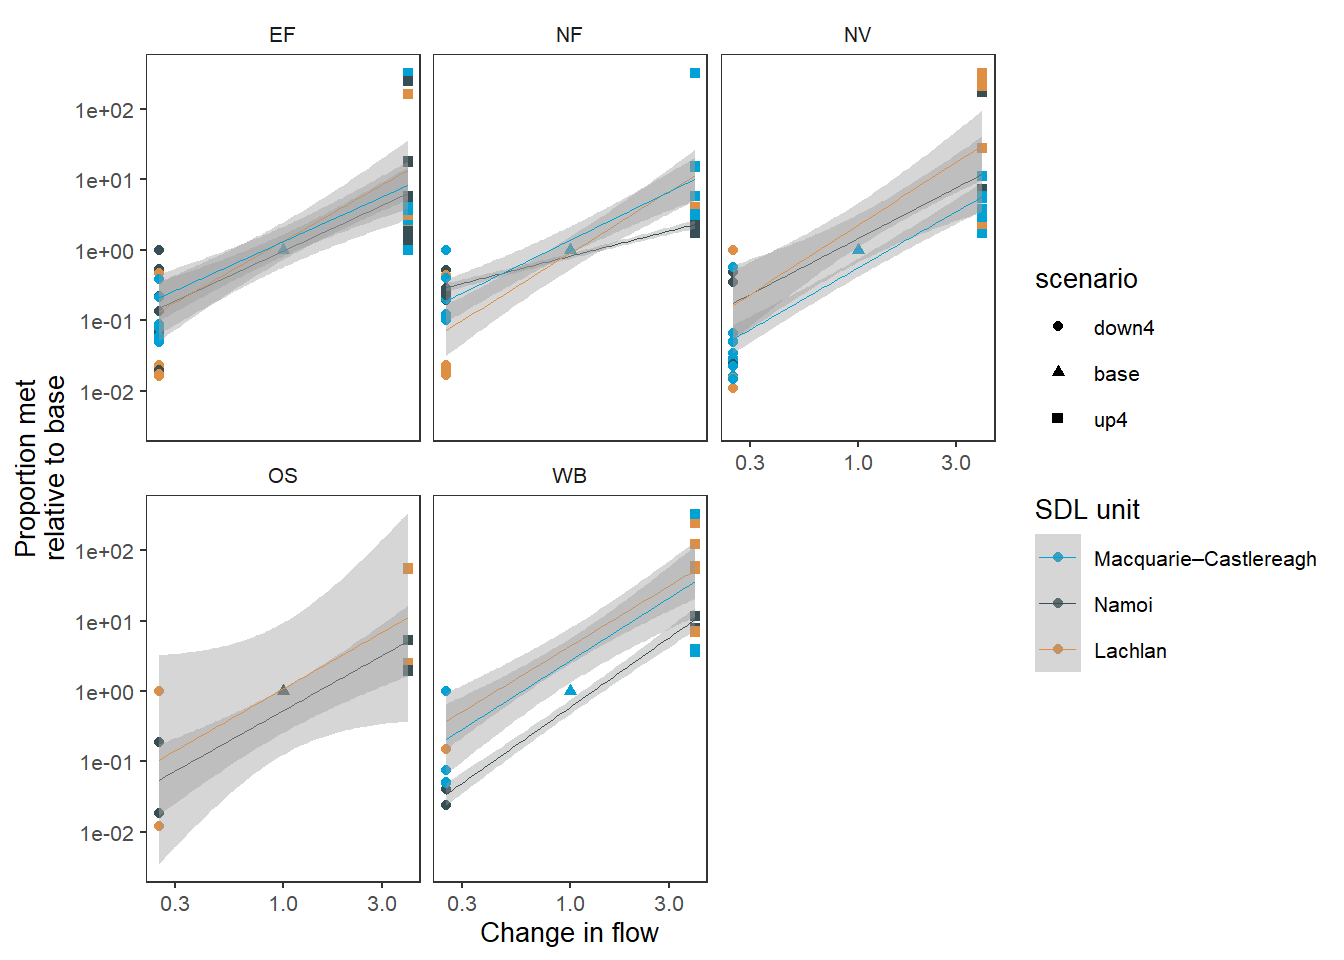 EF
NF
NV
1e+02
1e+01
1e+00
1e-01
1e-02
0.3
1.0
3.0
OS
WB
1e+02
1e+01
1e+00
1e-01
1e-02
0.3
1.0
3.0
0.3
1.0
3.0
Change in flow
Proportion met
relative to base
scenario
down4
base
up4
SDL unit
Macquarie–Castlereagh
Namoi
Lachlan